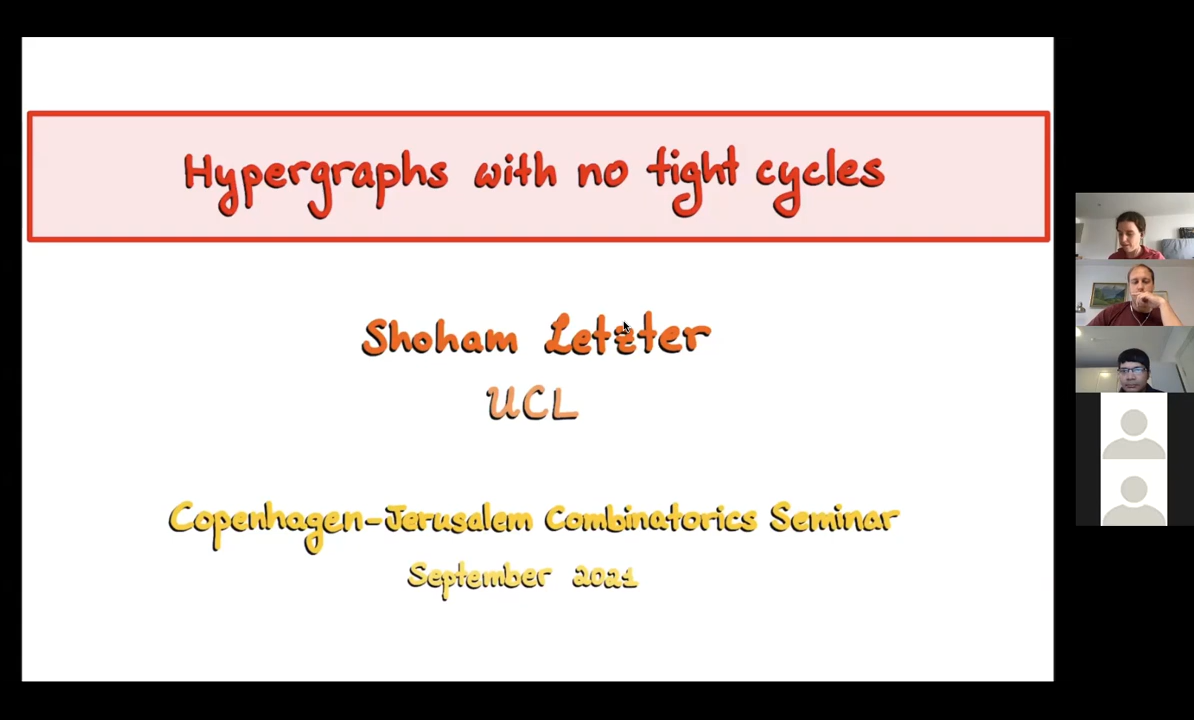 Hypergraphs with no tight cycles
Shoham Letzter
UCL
Copenhagen-Jerusalem Combinatorics Seminar
September 2021